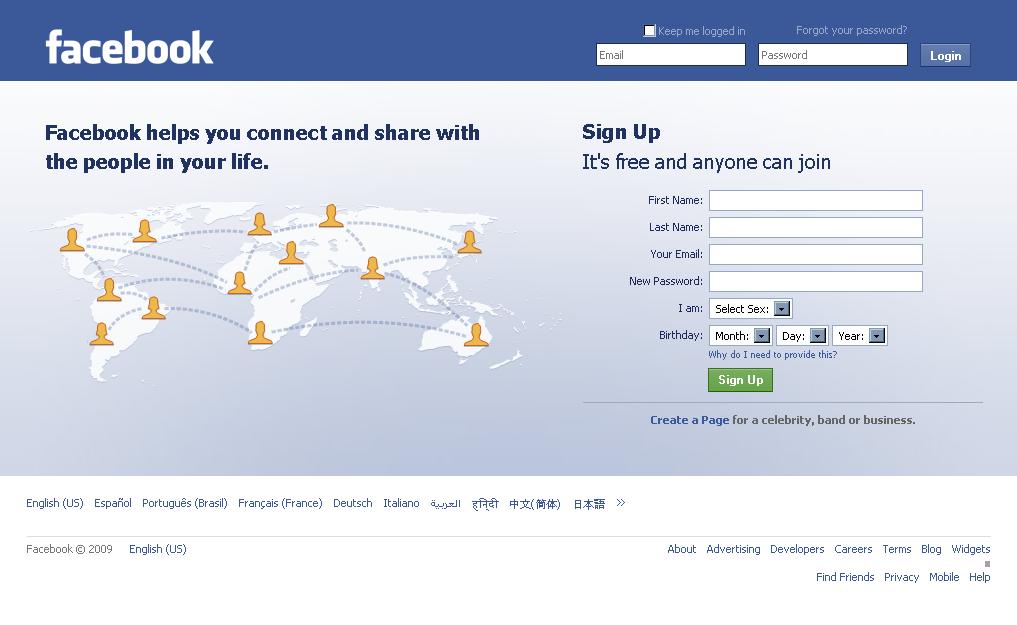 facebook
Keep me logged in Forgot your password?
Email Password Login
Facebook helps you connect and share with
the people in your life.
Sign Up
It's free and anyone can join
First Name:
Last Name:
Your Email:
New Password:
I am: Select Sex:
Birthday: Month: Day: Year:
Why do I need to provide this?
Sign Up
Create a Page for a celebrity, band or business.
English (US) Español Português (Brasil) Français (France) Deutsch Italiano العربية हिन्दी 中文(简体) 日本語 »
Facebook © 2009 English (US) About Advertising Developers Careers Terms Blog Widgets
Find Friends Privacy Mobile Help